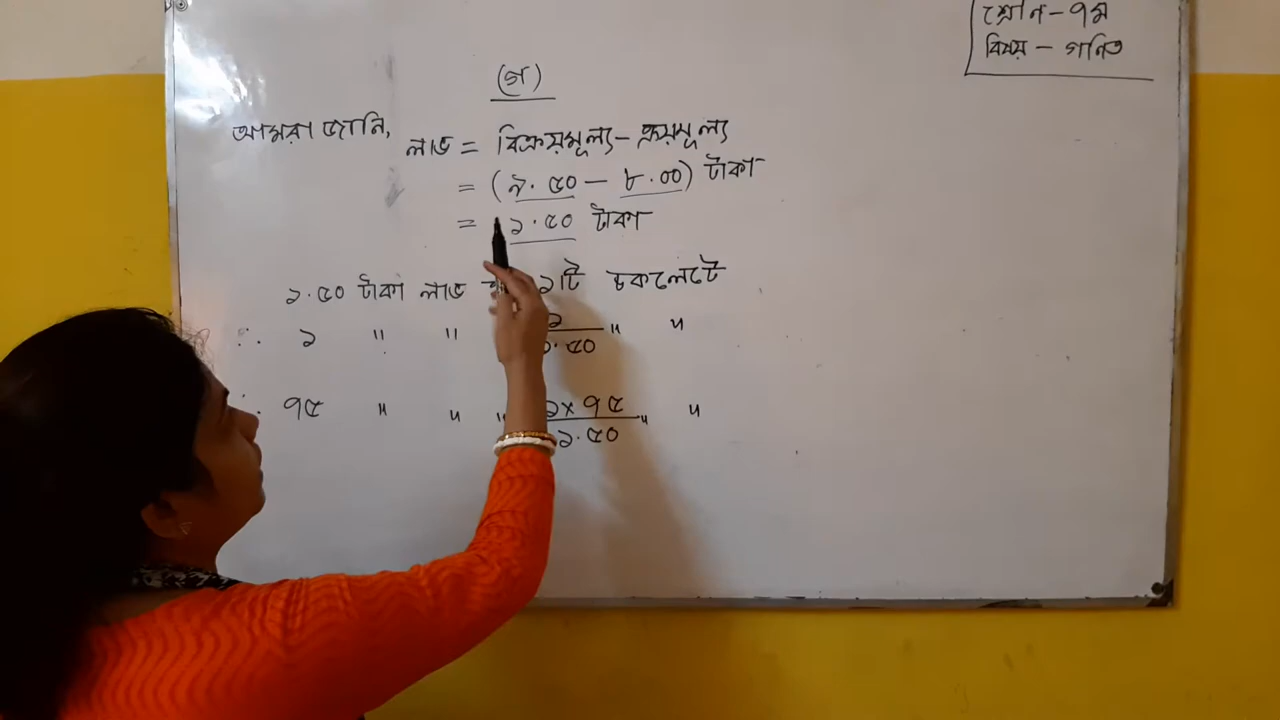 শ্রেনি - ৭ম
বিষয় - গনিত
(গ)
আমরা জানি,
লাভ = বিক্রয়মূল্য - ক্রয়মূল্য
= (৯.৫০ - ৮.০০) টাকা
= ১.৫০ টাকা
১.৫০ টাকা লাভ ১টি চকলেটে
∴ ১ " " ১/১.৫০ " "
∴ ৭৫ " " " ১×৭৫/১.৫০ " "